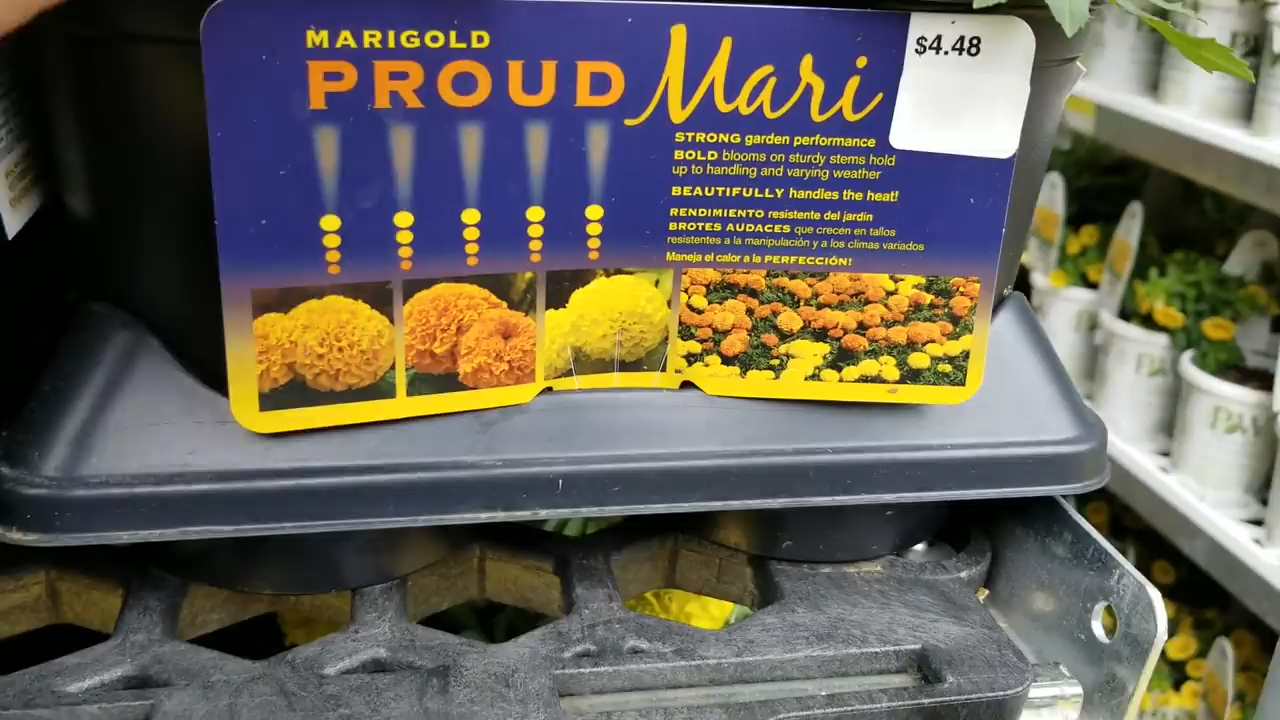 MARIGOLD
PROUD Mari
$4.48
STRONG garden performance
BOLD blooms on sturdy stems hold
up to handling and varying weather
BEAUTIFULLY handles the heat!
RENDIMIENTO resistente del jardín
BROTES AUDACES que crecen en tallos
resistentes a la manipulación y a los climas variados
Maneja el calor a la PERFECCIÓN!